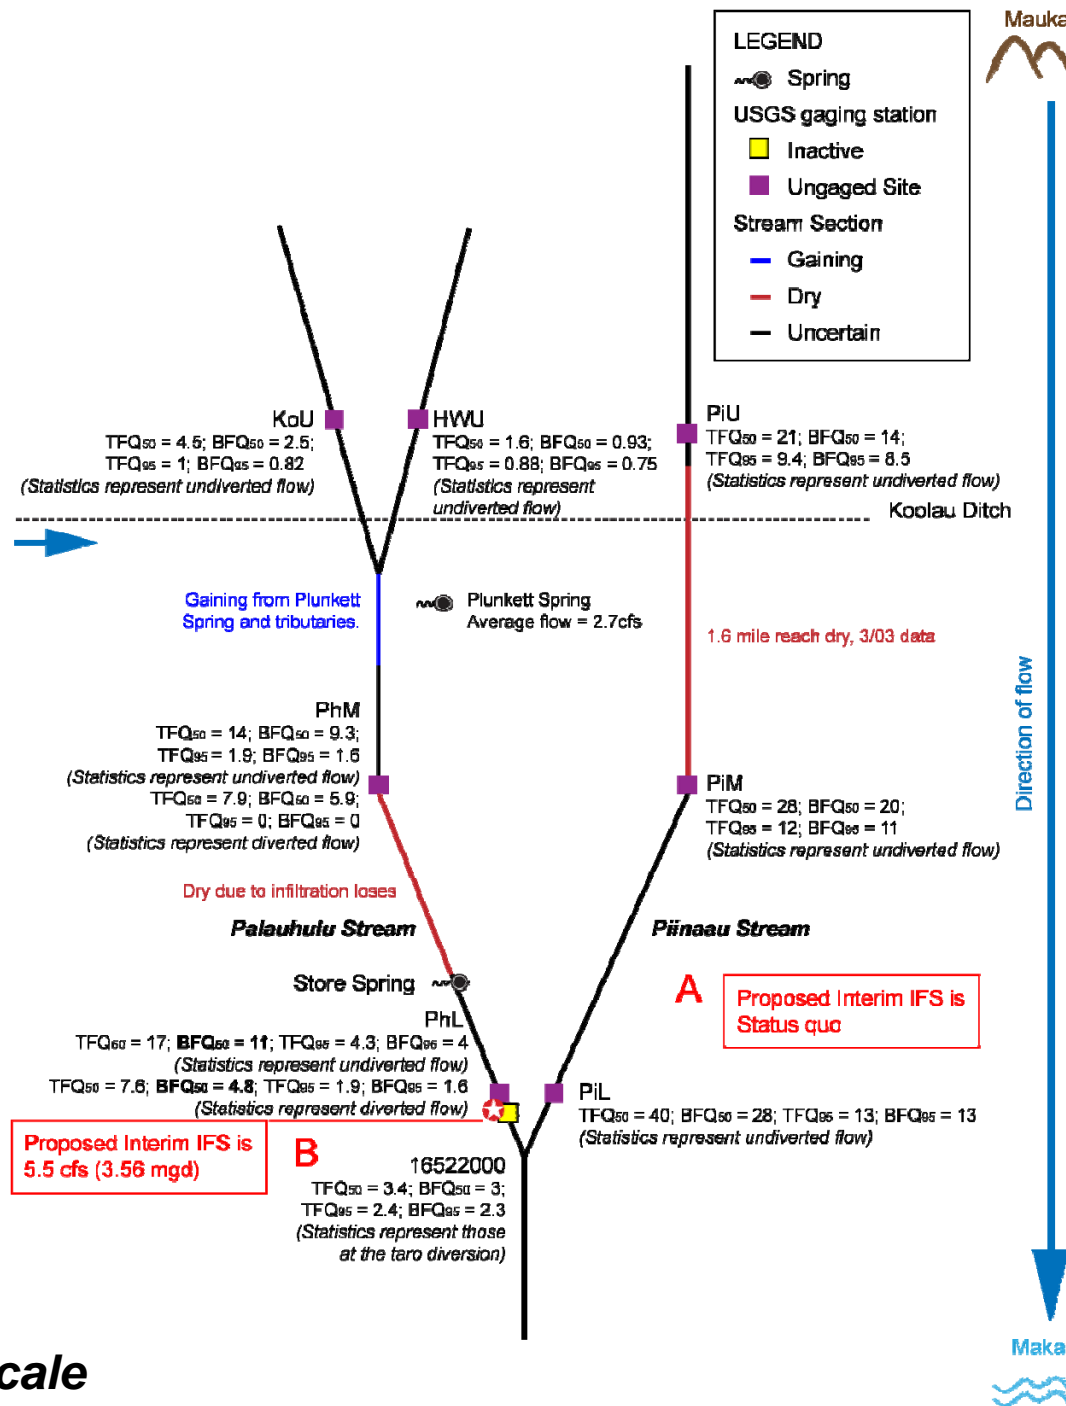 Mauka
LEGEND
Spring
USGS gaging station
Inactive
Ungaged Site
Stream Section
Gaining
Dry
Uncertain
KoU
TFQ50 = 4.5; BFQ50 = 2.5;
TFQ95 = 1; BFQ95 = 0.82
(Statistics represent undiverted flow)
HWU
TFQ50 = 1.6; BFQ50 = 0.93;
TFQ95 = 0.88; BFQ95 = 0.75
(Statistics represent
undiverted flow)
PiU
TFQ50 = 21; BFQ50 = 14;
TFQ95 = 9.4; BFQ95 = 8.5
(Statistics represent undiverted flow)
Koolau Ditch
Gaining from Plunkett
Spring and tributaries.
Plunkett Spring
Average flow = 2.7cfs
1.6 mile reach dry, 3/03 data
Direction of flow
PhM
TFQ50 = 14; BFQ50 = 9.3;
TFQ95 = 1.9; BFQ95 = 1.6
(Statistics represent undiverted flow)
TFQ50 = 7.9; BFQ50 = 5.9;
TFQ95 = 0; BFQ95 = 0
(Statistics represent diverted flow)
PiM
TFQ50 = 28; BFQ50 = 20;
TFQ95 = 12; BFQ95 = 11
(Statistics represent undiverted flow)
Dry due to infiltration loses
Palauhulu Stream
Piinaau Stream
Store Spring
A
Proposed Interim IFS is
Status quo
PhL
TFQ50 = 17; BFQ50 = 11; TFQ95 = 4.3; BFQ95 = 4
(Statistics represent undiverted flow)
TFQ50 = 7.6; BFQ50 = 4.8; TFQ95 = 1.9; BFQ95 = 1.6
(Statistics represent diverted flow)
PiL
TFQ50 = 40; BFQ50 = 28; TFQ95 = 13; BFQ95 = 13
(Statistics represent undiverted flow)
Proposed Interim IFS is
5.5 cfs (3.56 mgd)
B
16522000
TFQ50 = 3.4; BFQ50 = 3;
TFQ95 = 2.4; BFQ95 = 2.3
(Statistics represent those
at the taro diversion)
Maka
cale